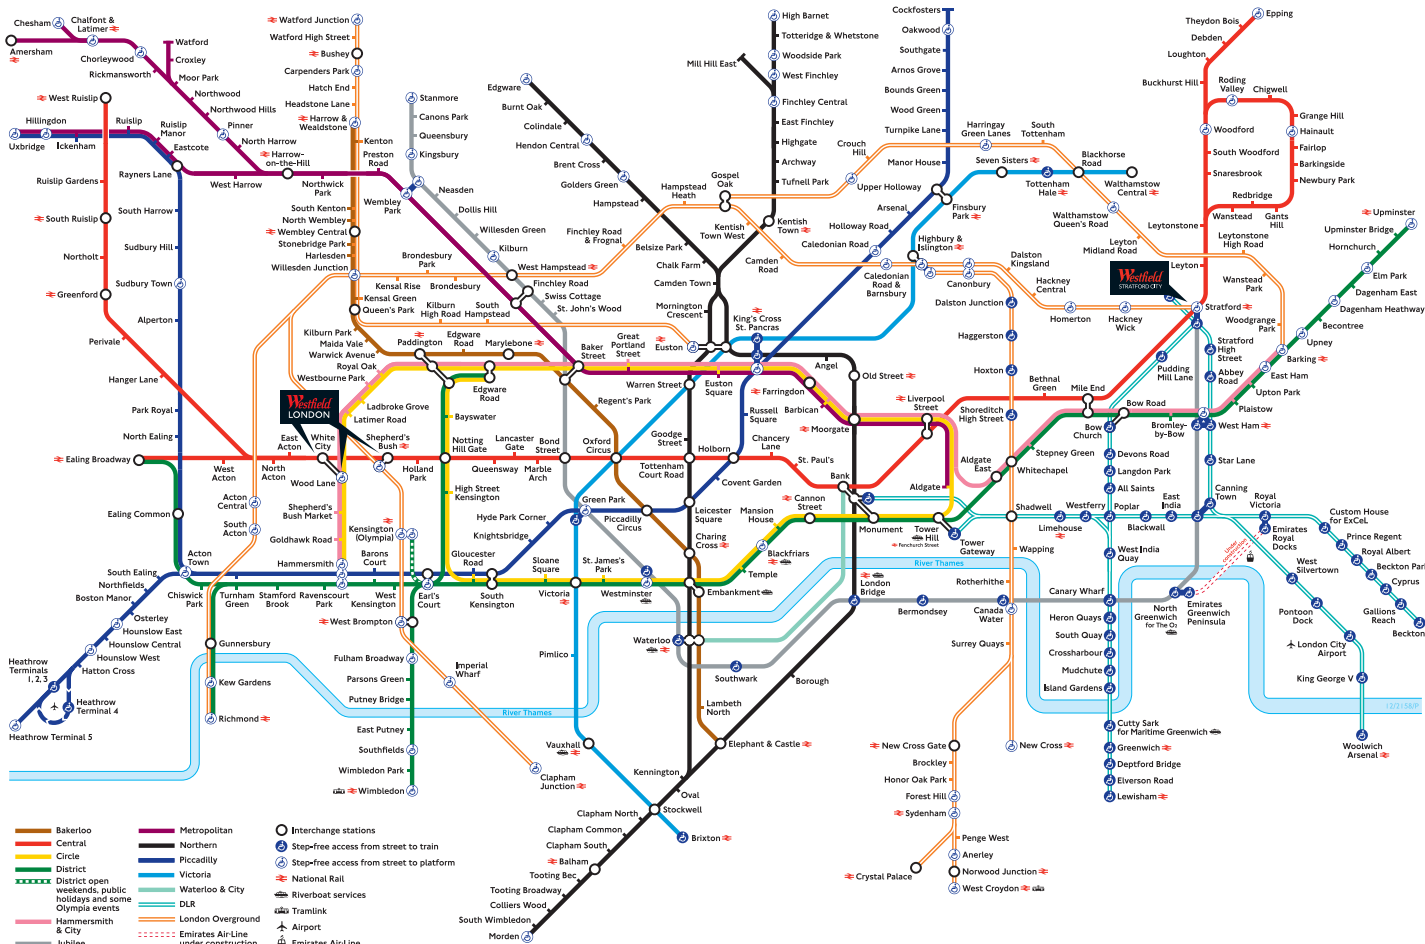 Chesham
Chalfont &
Latimer
Amersham
Chorleywood
Rickmansworth
Watford
Croxley
Moor Park
Northwood
Northwood Hills
Pinner
North Harrow
Harrow-
on-the-Hill
West Harrow
Northwick
Park
Preston
Road
Wembley
Park
West Ruislip
Hillingdon
Uxbridge
Ickenham
Ruislip
Ruislip
Manor
Eastcote
Rayners Lane
Ruislip Gardens
South Ruislip
Northolt
Greenford
Perivale
Hanger Lane
South Harrow
Sudbury Hill
Sudbury Town
Alperton
Park Royal
North Ealing
Ealing Broadway
Ealing Common
Watford Junction
Watford High Street
Bushey
Carpenders Park
Hatch End
Headstone Lane
Harrow &
Wealdstone
Kenton
South Kenton
North Wembley
Wembley Central
Stonebridge Park
Harlesden
Willesden Junction
Kensal Green
Queen's Park
Kilburn Park
Maida Vale
Warwick Avenue
Royal Oak
Westbourne Park
Ladbroke Grove
Latimer Road
Stanmore
Canons Park
Queensbury
Kingsbury
Neasden
Dollis Hill
Willesden Green
Kilburn
West Hampstead
Finchley Road
Swiss Cottage
St. John's Wood
Brondesbury
Park
Kensal Rise
Brondesbury
Kilburn
High Road
South
Hampstead
Edgware
Burnt Oak
Colindale
Hendon Central
Brent Cross
Golders Green
Hampstead
Finchley Road
& Frognal
Belsize Park
Chalk Farm
Camden Town
Mornington
Crescent
Hampstead
Heath
Gospel
Oak
Kentish
Town West
Camden
Road
Mill Hill East
High Barnet
Totteridge & Whetstone
Woodside Park
West Finchley
Finchley Central
East Finchley
Highgate
Archway
Tufnell Park
Kentish
Town
Cockfosters
Oakwood
Southgate
Arnos Grove
Bounds Green
Wood Green
Turnpike Lane
Manor House
Crouch
Hill
Harringay
Green Lanes
South
Tottenham
Seven Sisters
Upper Holloway
Arsenal
Holloway Road
Caledonian Road
Finsbury
Park
Tottenham
Hale
Blackhorse
Road
Walthamstow
Central
Walthamstow
Queen's Road
Leyton
Midland Road
Highbury &
Islington
Caledonian
Road &
Barnsbury
Canonbury
Dalston
Kingsland
Hackney
Central
Homerton
Hackney
Wick
Dalston Junction
Haggerston
Hoxton
Shoreditch
High Street
Theydon Bois
Epping
Debden
Loughton
Buckhurst Hill
Roding
Valley
Chigwell
Grange Hill
Hainault
Fairlop
Barkingside
Newbury Park
Woodford
South Woodford
Snaresbrook
Redbridge
Wanstead
Gants
Hill
Leytonstone
Leytonstone
High Road
Leyton
Wanstead
Park
Woodgrange
Park
Westfield
STRATFORD CITY
Stratford
Upminster
Upminster Bridge
Hornchurch
Elm Park
Dagenham East
Dagenham Heathway
Becontree
Upney
Barking
East Ham
Upton Park
Plaistow
Stratford
High
Street
Abbey
Road
West Ham
Pudding
Mill Lane
Bromley-
by-Bow
Bow Road
Bow
Church
Mile End
Bethnal
Green
Stepney Green
Whitechapel
Aldgate
East
Aldgate
Paddington
Edgware
Road
Marylebone
Edgware
Road
Baker
Street
Great
Portland
Street
Warren Street
Euston
Euston
Square
King's Cross
St. Pancras
Angel
Old Street
Farringdon
Barbican
Moorgate
Liverpool
Street
Regent's Park
Russell
Square
Goodge
Street
Bayswater
Notting
Hill Gate
High Street
Kensington
Westfield
LONDON
East
Acton
White
City
Shepherd's
Bush
West
Acton
North
Acton
Wood Lane
Holland
Park
Lancaster
Gate
Queensway
Marble
Arch
Bond
Street
Oxford
Circus
Tottenham
Court Road
Holborn
Chancery
Lane
St. Paul's
Bank
Covent Garden
Leicester
Square
Piccadilly
Circus
Green Park
Hyde Park Corner
Knightsbridge
Charing
Cross
Acton
Central
South
Acton
Shepherd's
Bush Market
Goldhawk Road
Hammersmith
Kensington
(Olympia)
Barons
Court
Gloucester
Road
Sloane
Square
St. James's
Park
Westminster
Victoria
South
Kensington
Earl's
Court
West
Kensington
Ravenscourt
Park
Stamford
Brook
Turnham
Green
Chiswick
Park
Acton
Town
South Ealing
Northfields
Boston Manor
Osterley
Hounslow East
Hounslow Central
Hounslow West
Hatton Cross
Heathrow
Terminals
1, 2, 3
Heathrow
Terminal 4
Heathrow Terminal 5
Gunnersbury
Kew Gardens
Richmond
West Brompton
Fulham Broadway
Parsons Green
Putney Bridge
East Putney
Southfields
Wimbledon Park
Wimbledon
Imperial
Wharf
Clapham
Junction
River Thames
Pimlico
Vauxhall
Stockwell
Brixton
Mansion
House
Cannon
Street
Monument
Blackfriars
Temple
Embankment
Tower
Hill
Fenchurch Street
Tower
Gateway
River Thames
London
Bridge
Waterloo
Southwark
Bermondsey
Borough
Lambeth
North
Elephant & Castle
Kennington
Oval
Clapham North
Clapham Common
Clapham South
Balham
Tooting Bec
Tooting Broadway
Colliers Wood
South Wimbledon
Morden
Shadwell
Wapping
Rotherhithe
Canada
Water
Surrey Quays
New Cross Gate
New Cross
Brockley
Honor Oak Park
Forest Hill
Sydenham
Penge West
Anerley
Crystal Palace
Norwood Junction
West Croydon
Devons Road
Langdon Park
All Saints
Limehouse
Westferry
Poplar
Blackwall
East
India
Canning
Town
Star Lane
West India
Quay
Canary Wharf
Heron Quays
South Quay
Crossharbour
Mudchute
Island Gardens
Cutty Sark
for Maritime Greenwich
Greenwich
Deptford Bridge
Elverson Road
Lewisham
North
Greenwich
for The O2
Emirates
Greenwich
Peninsula
Under
construction
Royal
Victoria
Emirates
Royal
Docks
Custom House
for ExCeL
Prince Regent
Royal Albert
Beckton Park
Cyprus
Gallions
Reach
Beckton
West
Silvertown
Pontoon
Dock
London City
Airport
King George V
Woolwich
Arsenal
12/2158/P
Bakerloo
Central
Circle
District
District open
weekends, public
holidays and some
Olympia events
Hammersmith
& City
Jubilee
Metropolitan
Northern
Piccadilly
Victoria
Waterloo & City
DLR
London Overground
Emirates Air-Line
under construction
Interchange stations
Step-free access from street to train
Step-free access from street to platform
National Rail
Riverboat services
Tramlink
Airport
Emirates Air-Line